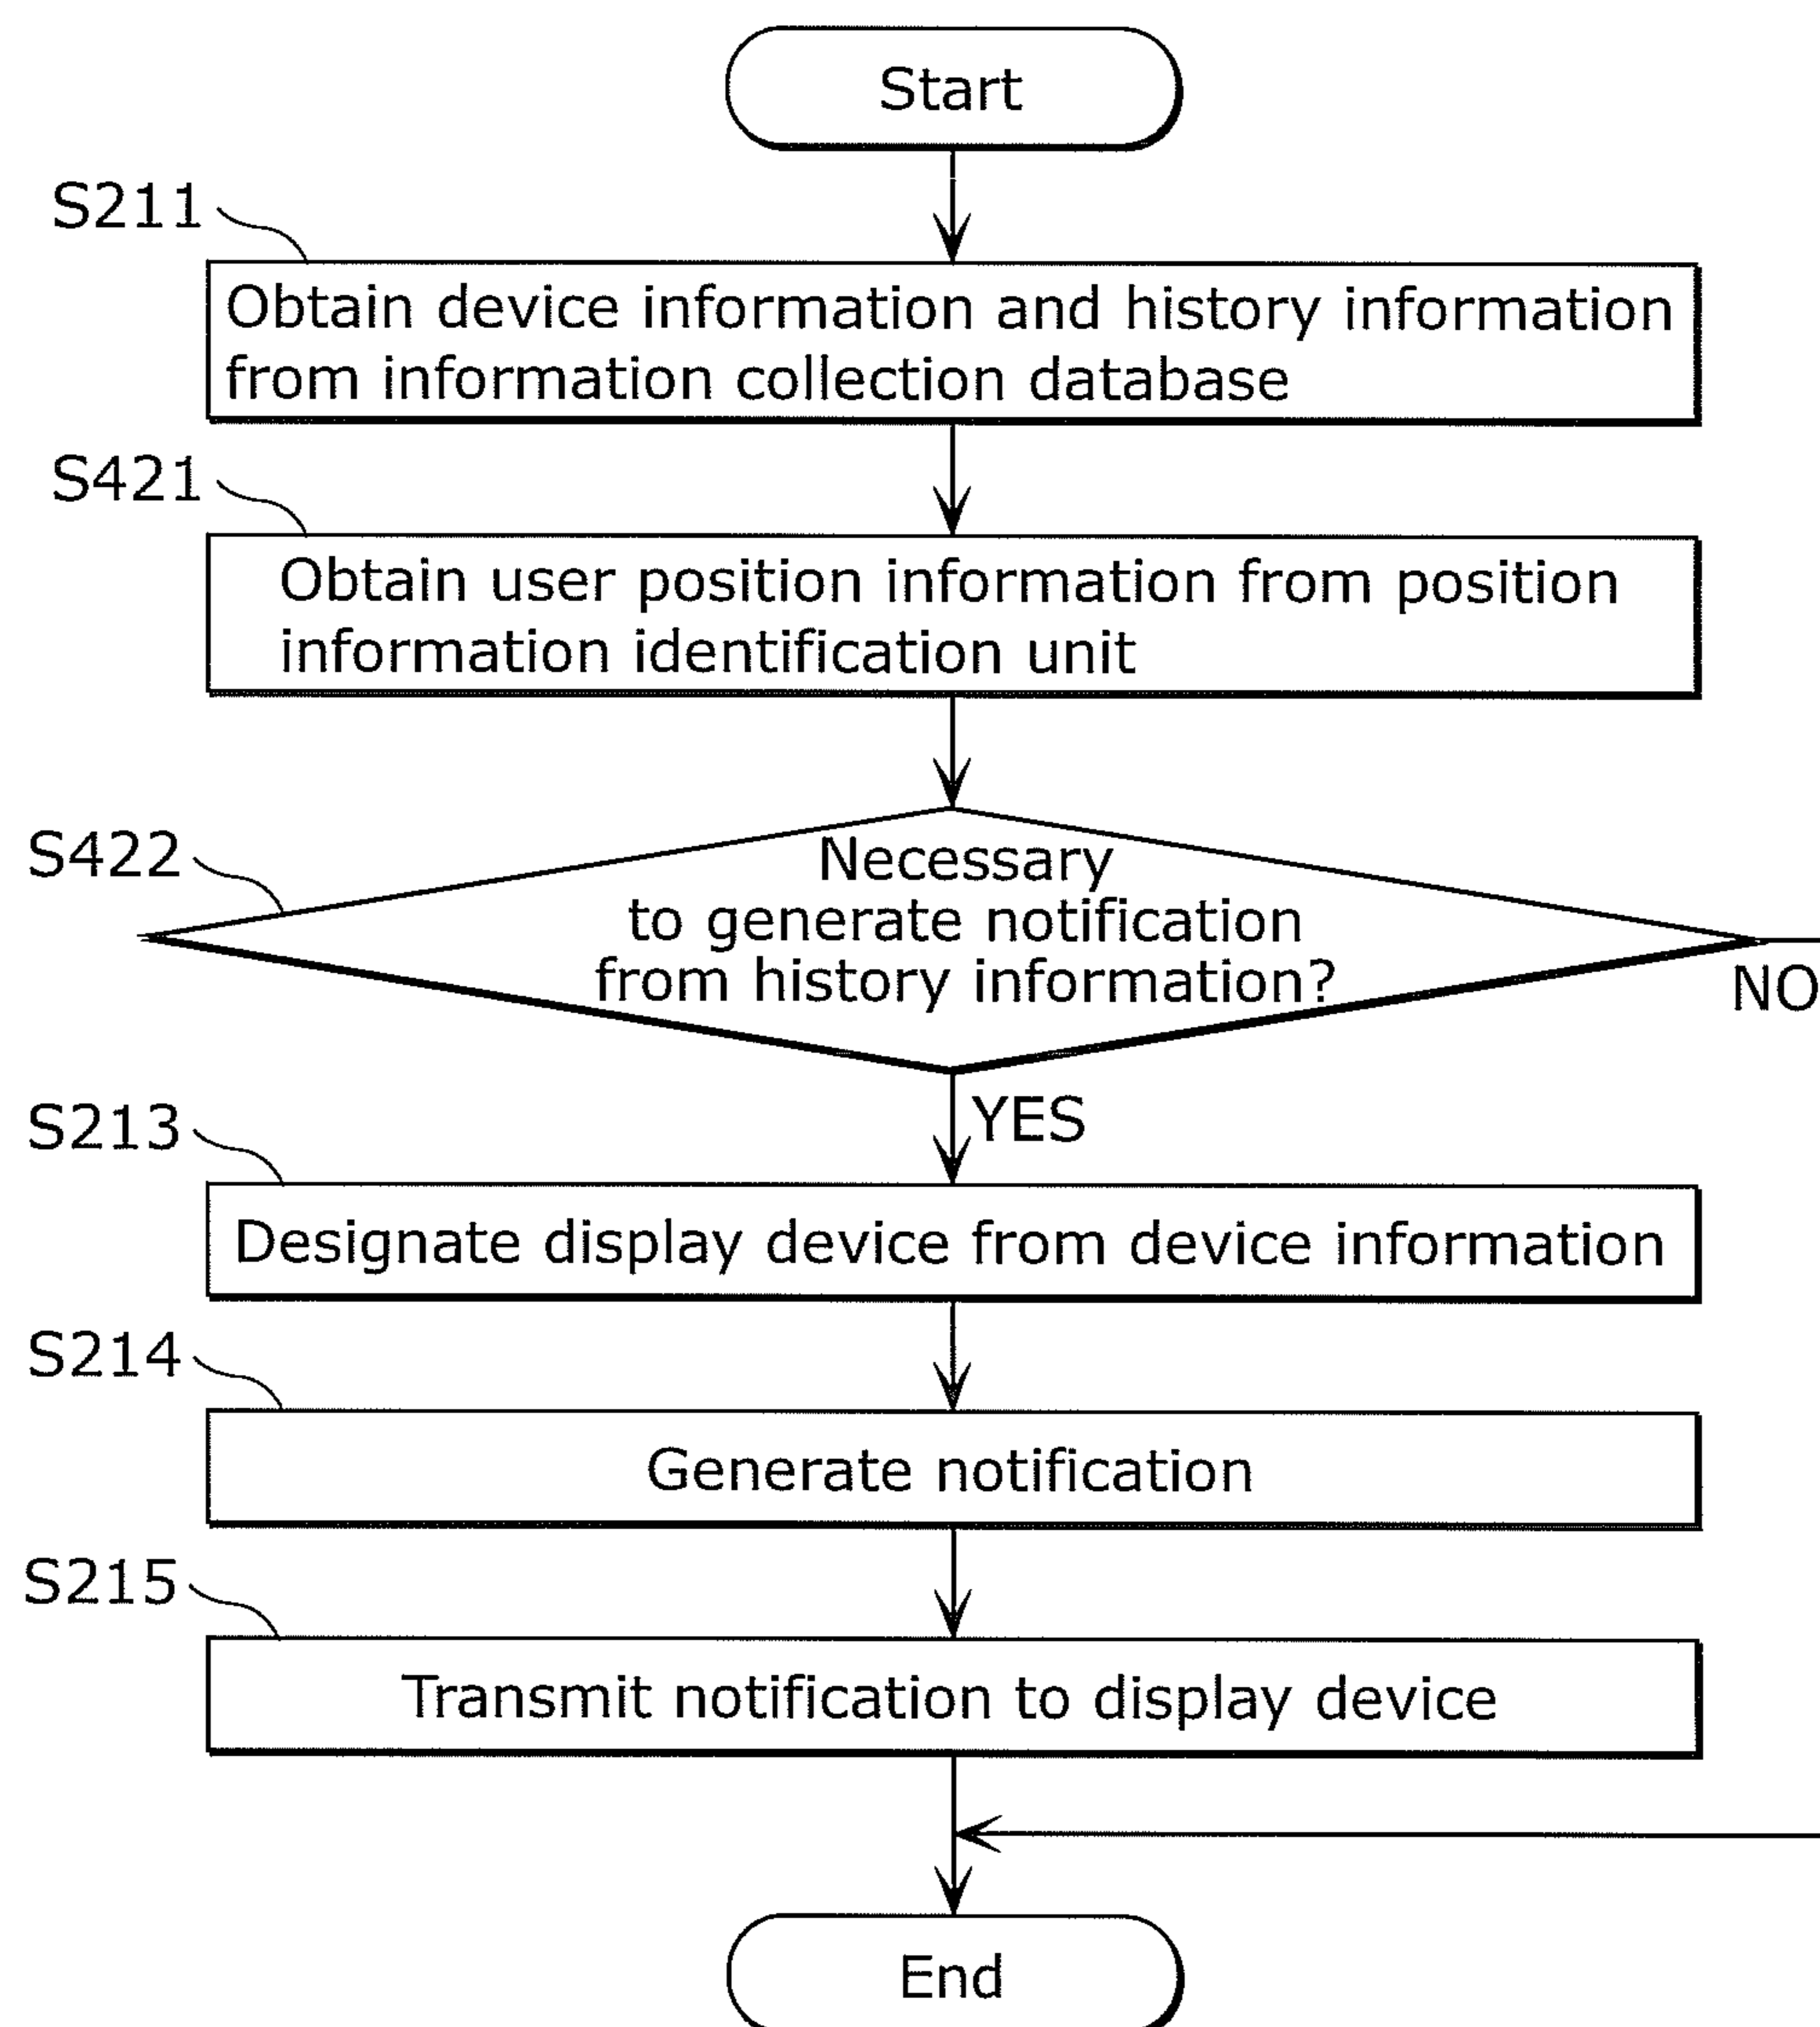 Start
S211
Obtain device information and history information
from information collection database
S421
Obtain user position information from position
information identification unit
S422
Necessary
to generate notification
from history information?
NO
YES
S213
Designate display device from device information
S214
Generate notification
S215
Transmit notification to display device
End